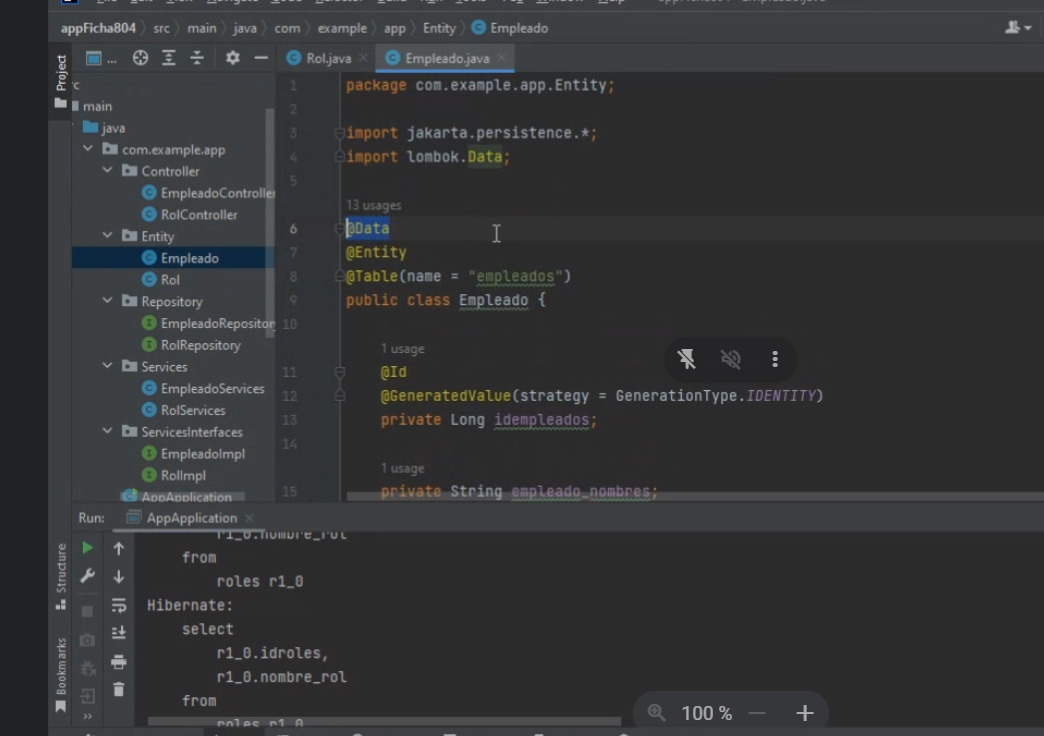 appFicha804 src main java com example app Entity Empleado
Project
Rol.java
Empleado.java
main
java
com.example.app
Controller
EmpleadoController
RolController
Entity
Empleado
Rol
Repository
EmpleadoRepository
RolRepository
Services
EmpleadoServices
RolServices
ServicesInterfaces
EmpleadoImpl
RolImpl
AppApplication
1 package com.example.app.Entity;
2
3 import jakarta.persistence.*;
4 import lombok.Data;
5
13 usages
6 @Data
7 @Entity
8 @Table(name = "empleados")
9 public class Empleado {
10
1 usage
11 @Id
12 @GeneratedValue(strategy = GenerationType.IDENTITY)
13 private Long idempleados;
14
1 usage
15 private String empleado_nombres;
Run: AppApplication
r1_0.nombre_rol
from
roles r1_0
Hibernate:
select
r1_0.idroles,
r1_0.nombre_rol
from
roles r1_0
Structure
Bookmarks
100 %